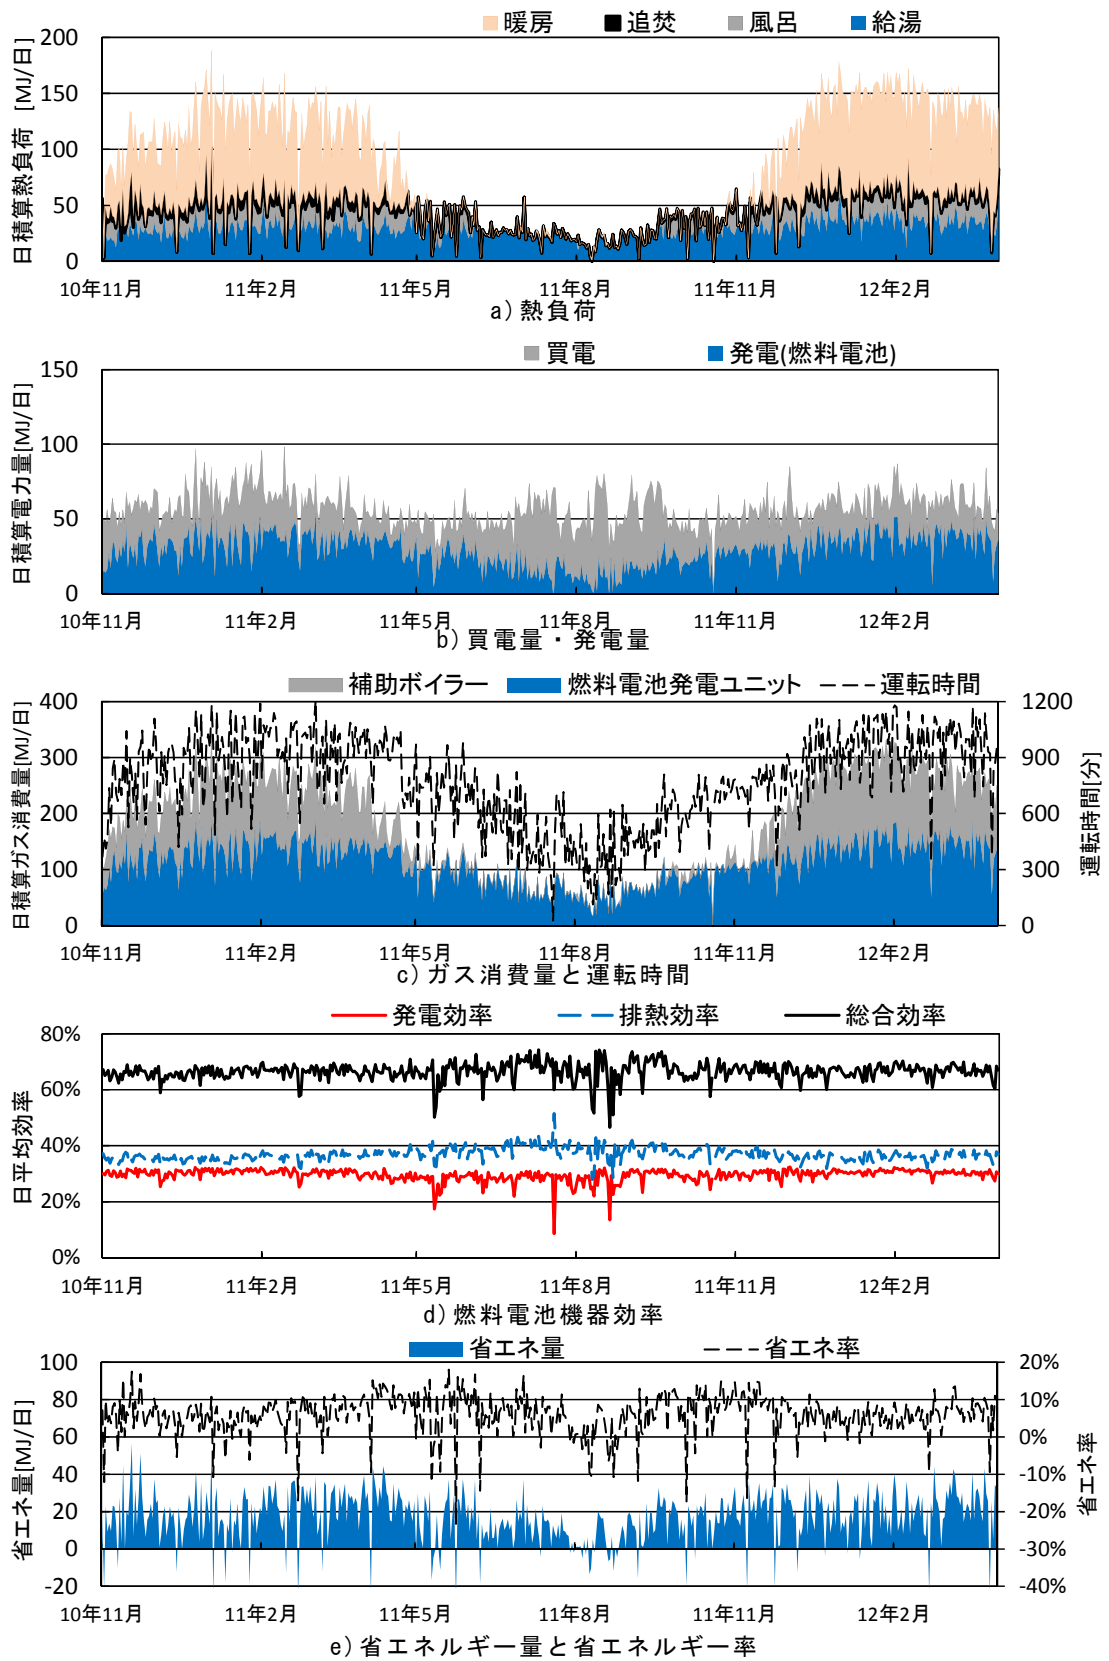 暖房 追焚 風呂 給湯
日積算熱負荷 [MJ/日]
200
150
100
50
0
10年11月 11年2月 11年5月 11年8月 11年11月 12年2月
a)熱負荷
買電 発電(燃料電池)
日積算電力量[MJ/日]
150
100
50
0
10年11月 11年2月 11年5月 11年8月 11年11月 12年2月
b)買電量・発電量
補助ボイラー 燃料電池発電ユニット 運転時間
日積算ガス消費量[MJ/日]
400 1200
300 900
200 600
100 300
0 0
運転時間[分]
10年11月 11年2月 11年5月 11年8月 11年11月 12年2月
c)ガス消費量と運転時間
発電効率 排熱効率 総合効率
日平均効率
80%
60%
40%
20%
0%
10年11月 11年2月 11年5月 11年8月 11年11月 12年2月
d)燃料電池機器効率
省エネ量 省エネ率
省エネ量[MJ/日]
100 20%
80 10%
60 0%
40 -10%
20 -20%
0 -30%
-20 -40%
省エネ率
10年11月 11年2月 11年5月 11年8月 11年11月 12年2月
e)省エネルギー量と省エネルギー率